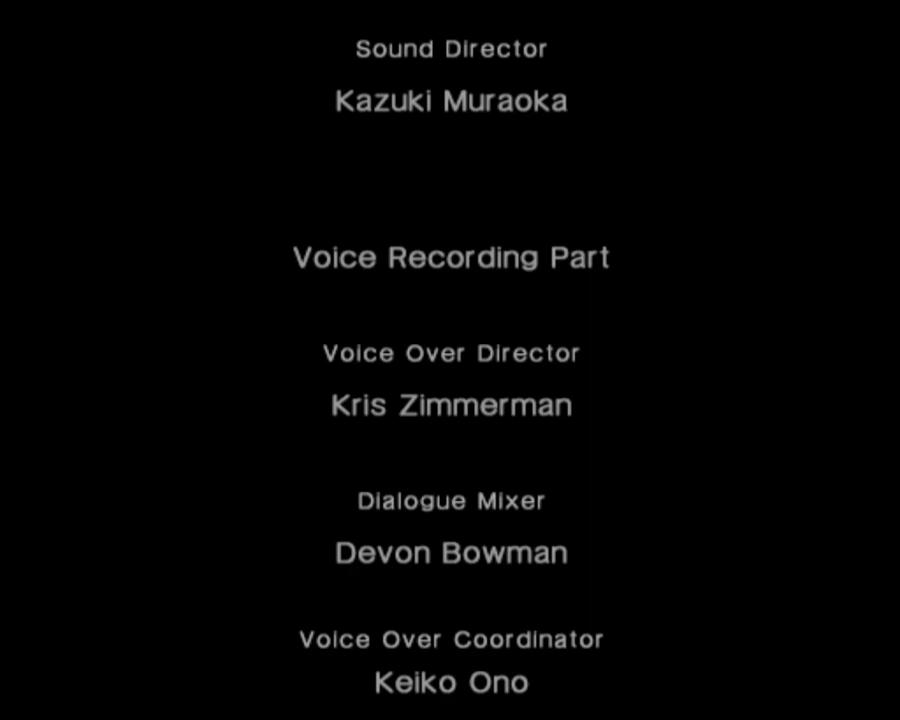 Sound Director
Kazuki Muraoka
Voice Recording Part
Voice Over Director
Kris Zimmerman
Dialogue Mixer
Devon Bowman
Voice Over Coordinator
Keiko Ono